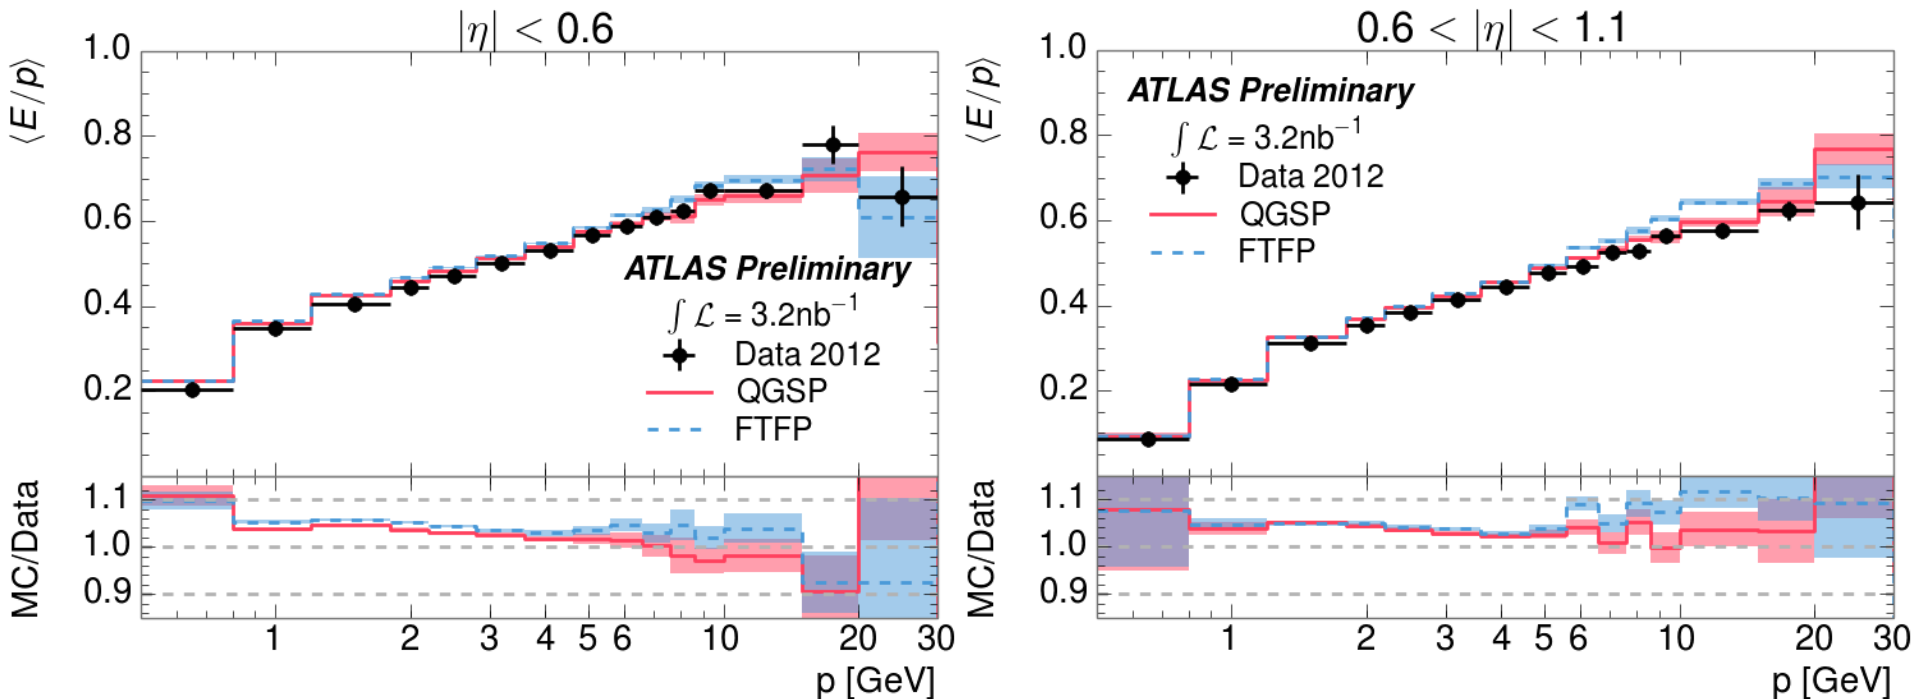 |η| < 0.6
1.0
0.8
0.6
0.4
0.2
⟨E/p⟩
ATLAS Preliminary
∫ ℒ = 3.2nb⁻¹
Data 2012
QGSP
FTFP
1.1
1.0
0.9
MC/Data
1 2 3 4 5 6 10 20 30
p [GeV]
0.6 < |η| < 1.1
1.0
0.8
0.6
0.4
0.2
⟨E/p⟩
ATLAS Preliminary
∫ ℒ = 3.2nb⁻¹
Data 2012
QGSP
FTFP
1.1
1.0
0.9
MC/Data
1 2 3 4 5 6 10 20 30
p [GeV]